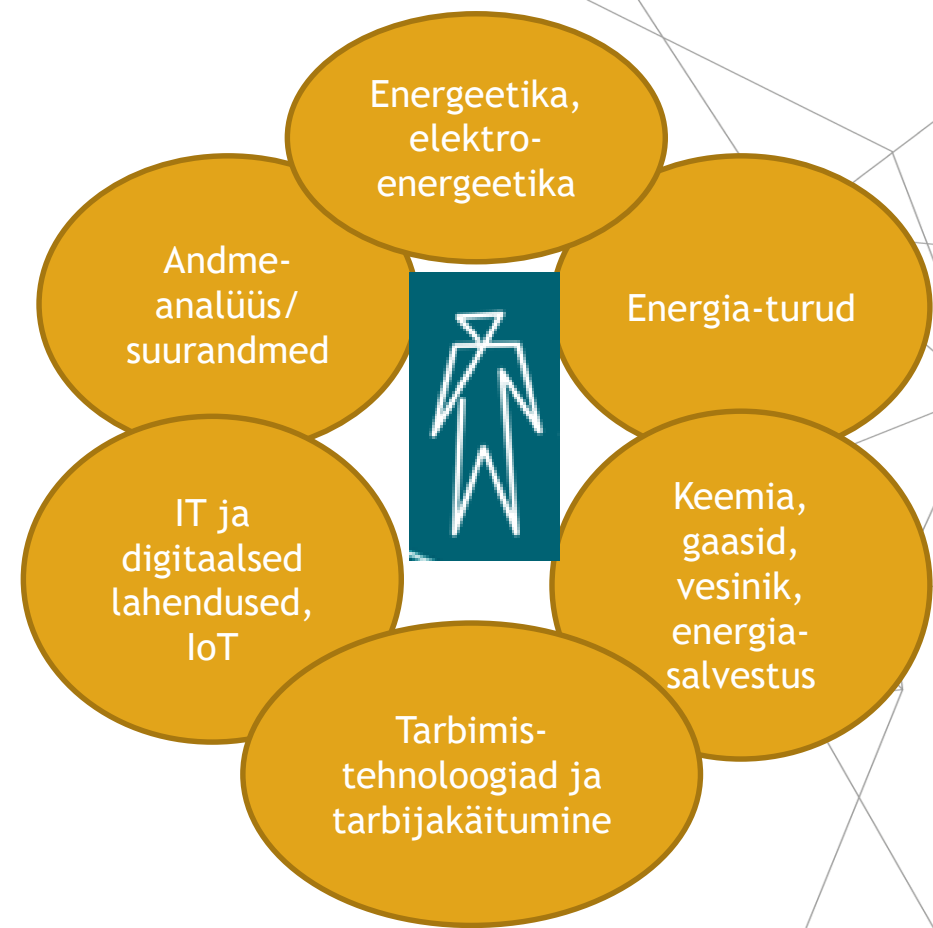 Energeetika,
elektro-
energeetika
Andme-
analüüs/
suurandmed
Energia-turud
IT ja
digitaalsed
lahendused,
IoT
Keemia,
gaasid,
vesinik,
energia-
salvestus
Tarbimis-
tehnoloogiad ja
tarbijakäitumine